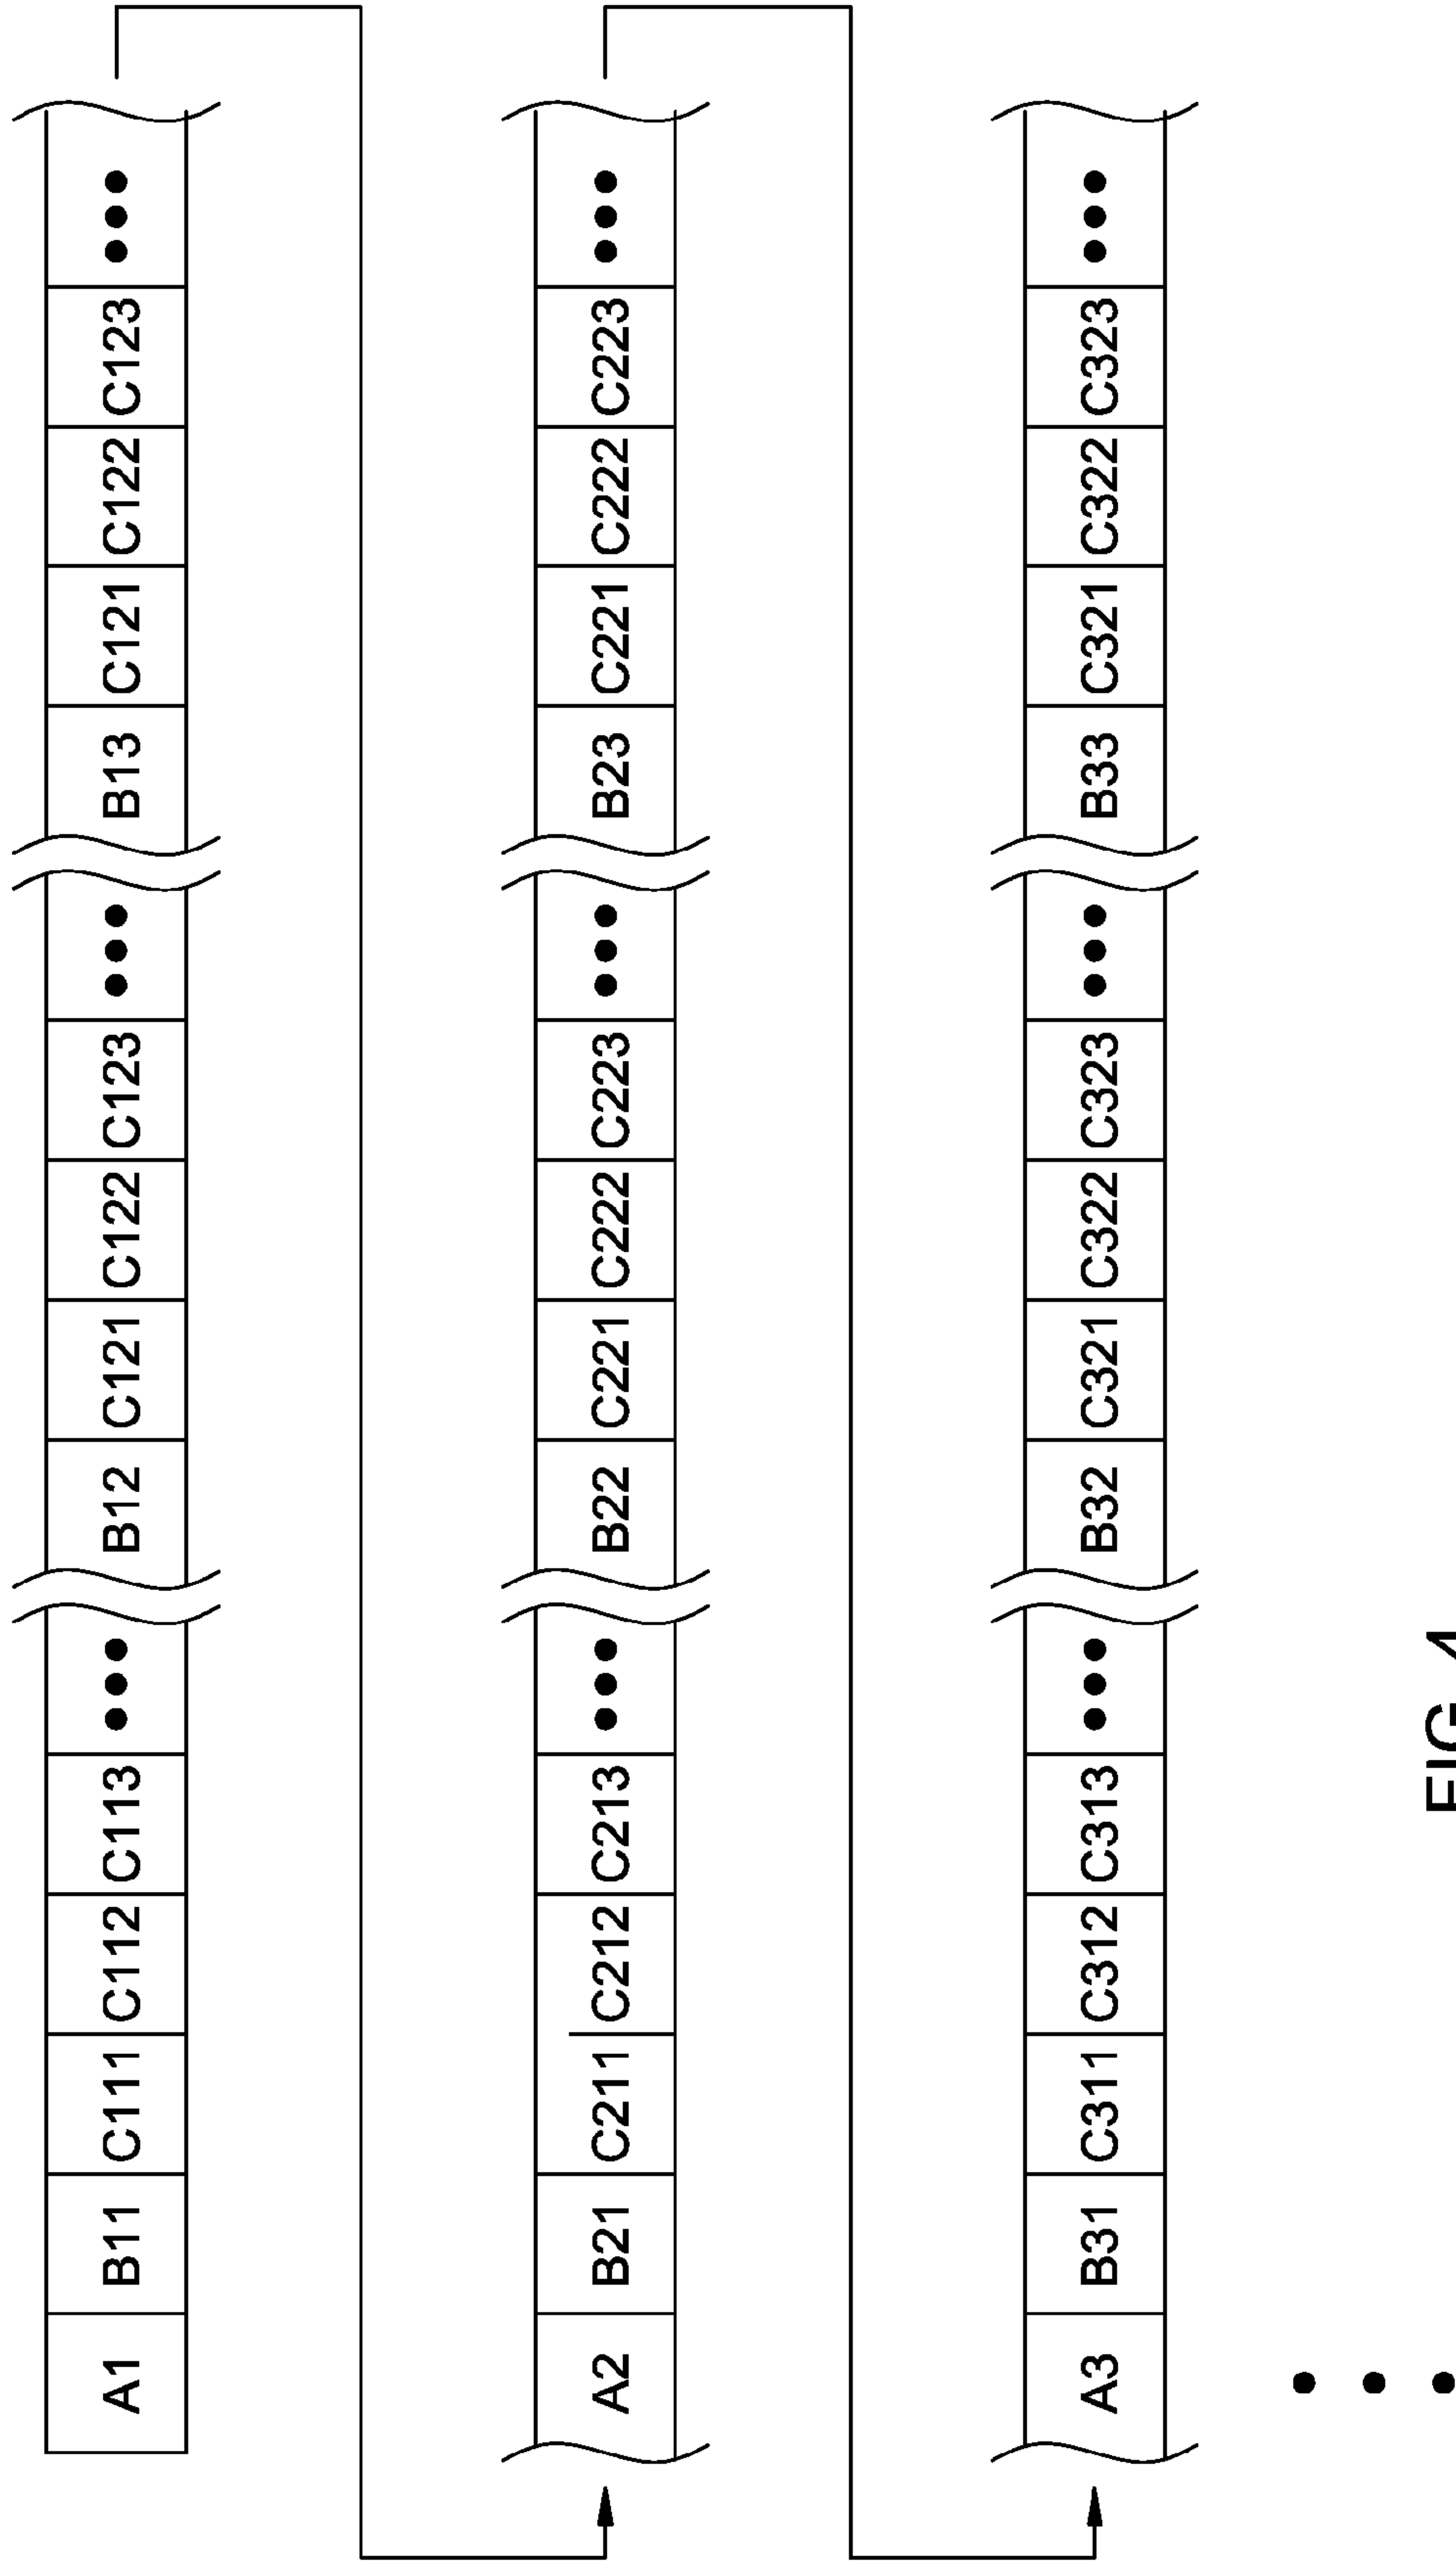 A1 B11 C111 C112 C113 ••• B12 C121 C122 C123 ••• B13 C121 C122 C123 •••
A2 B21 C211 C212 C213 ••• B22 C221 C222 C223 ••• B23 C221 C222 C223 •••
A3 B31 C311 C312 C313 ••• B32 C321 C322 C323 ••• B33 C321 C322 C323 •••
FIG. 4